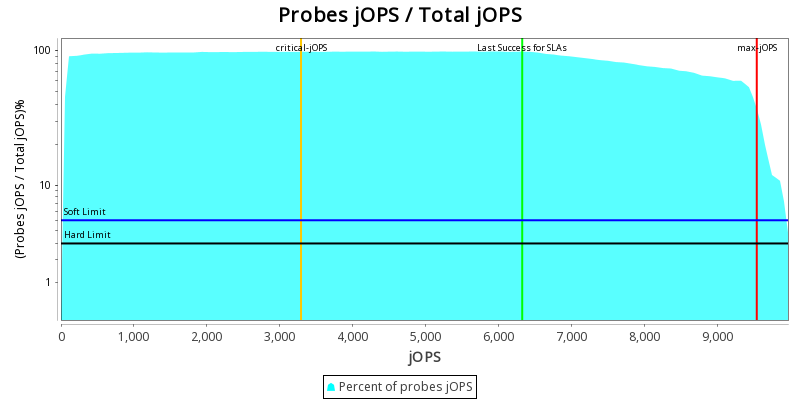 Probes jOPS / Total jOPS
(Probes jOPS / Total jOPS)%
100
10
1
critical-jOPS
Last Success for SLAs
max-jOPS
Soft Limit
Hard Limit
0
1,000
2,000
3,000
4,000
5,000
6,000
7,000
8,000
9,000
jOPS
Percent of probes jOPS